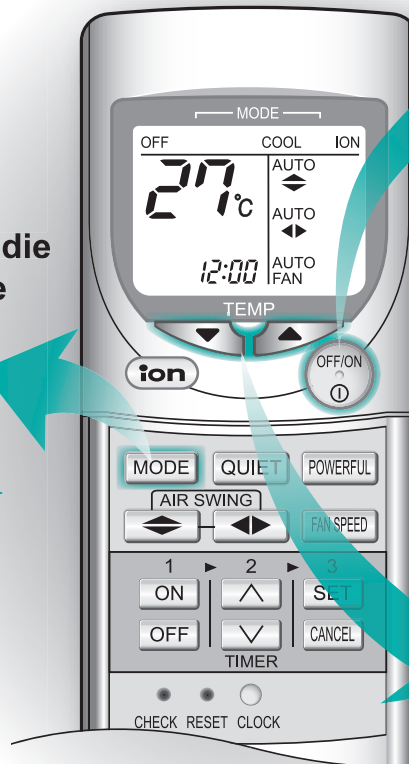 MODE
OFF COOL ION
AUTO
27°C
AUTO
die
12:00 AUTO
FAN
TEMP
ion
OFF/ON
MODE QUIET POWERFUL
AIR SWING
FAN SPEED
1 ► 2 ► 3
ON SET
OFF CANCEL
TIMER
CHECK RESET CLOCK